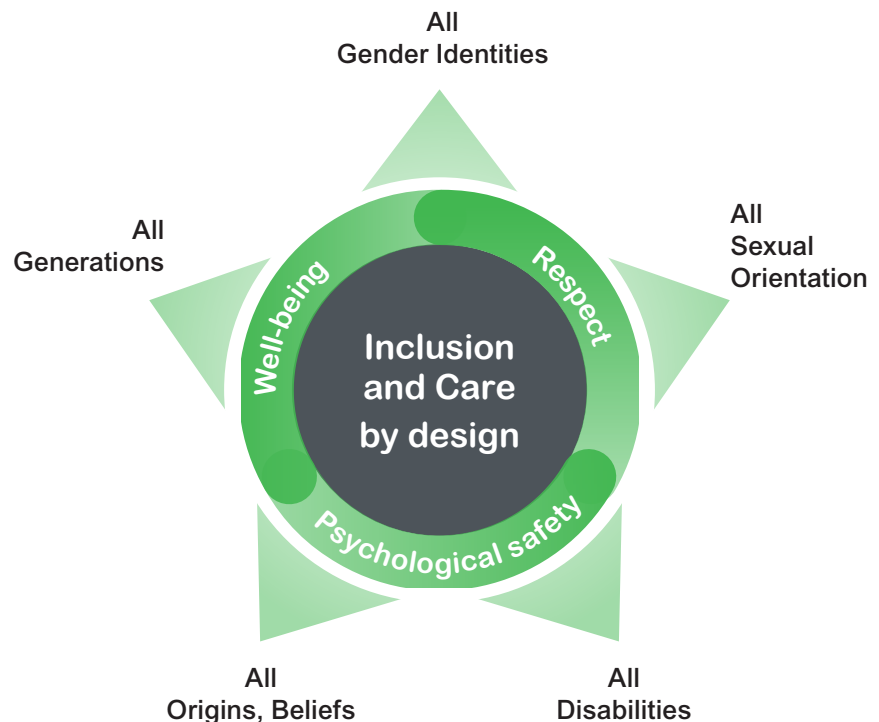 All
Gender Identities
All
Generations
All
Sexual
Orientation
Well-being
Respect
Inclusion
and Care
by design
Psychological safety
All
Origins, Beliefs
All
Disabilities